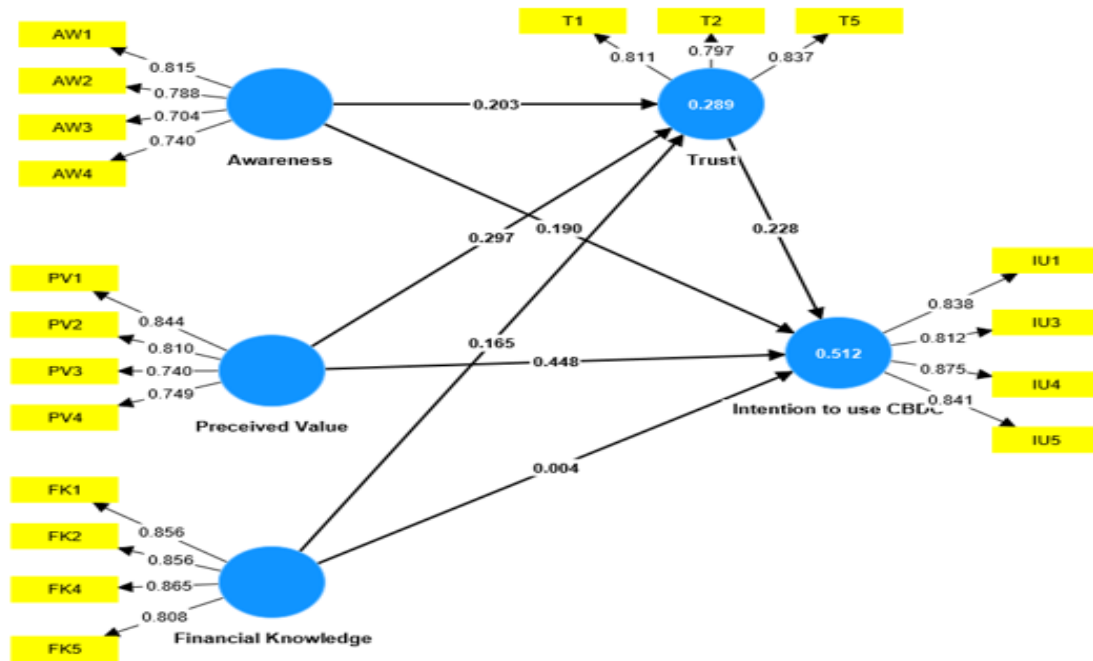 AW1
AW2
AW3
AW4
0.815
0.788
0.704
0.740
Awareness
T1
T2
T5
0.811
0.797
0.837
0.289
Trust
0.203
0.297
0.190
0.228
PV1
PV2
PV3
PV4
0.844
0.810
0.740
0.749
Preceived Value
0.165
0.448
0.004
IU1
IU3
IU4
IU5
0.838
0.812
0.875
0.841
0.512
Intention to use CBDC
FK1
FK2
FK4
FK5
0.856
0.856
0.865
0.808
Financial Knowledge